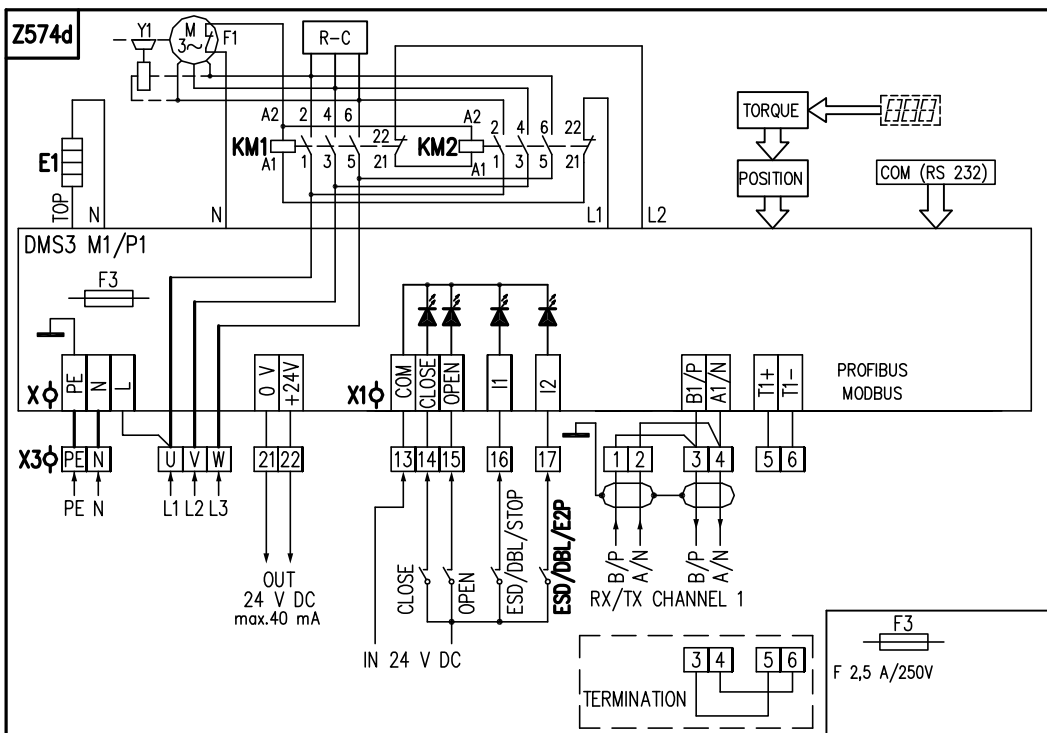 Z574d
Y1
M
3~
F1
R-C
A2 2 4 6
22
A2
2 4 6
22
KM1
KM2
A1
1 3 5
21
A1
1 3 5
21
E1
TOP
N
N
L1
L2
TORQUE
POSITION
COM (RS 232)
DMS3 M1/P1
F3
X
PE
N
L
0 V
+24V
X1
COM
CLOSE
OPEN
I1
I2
B1/P
A1/N
T1+
T1-
PROFIBUS
MODBUS
X3
PE N
U V W
21 22
13 14 15
16
17
1 2
3 4
5 6
PE N
L1 L2 L3
OUT
24 V DC
max.40 mA
CLOSE
OPEN
ESD/DBL/STOP
ESD/DBL/E2P
IN 24 V DC
B/P
A/N
B/P
A/N
RX/TX CHANNEL 1
TERMINATION
3 4
5 6
F3
F 2,5 A/250V